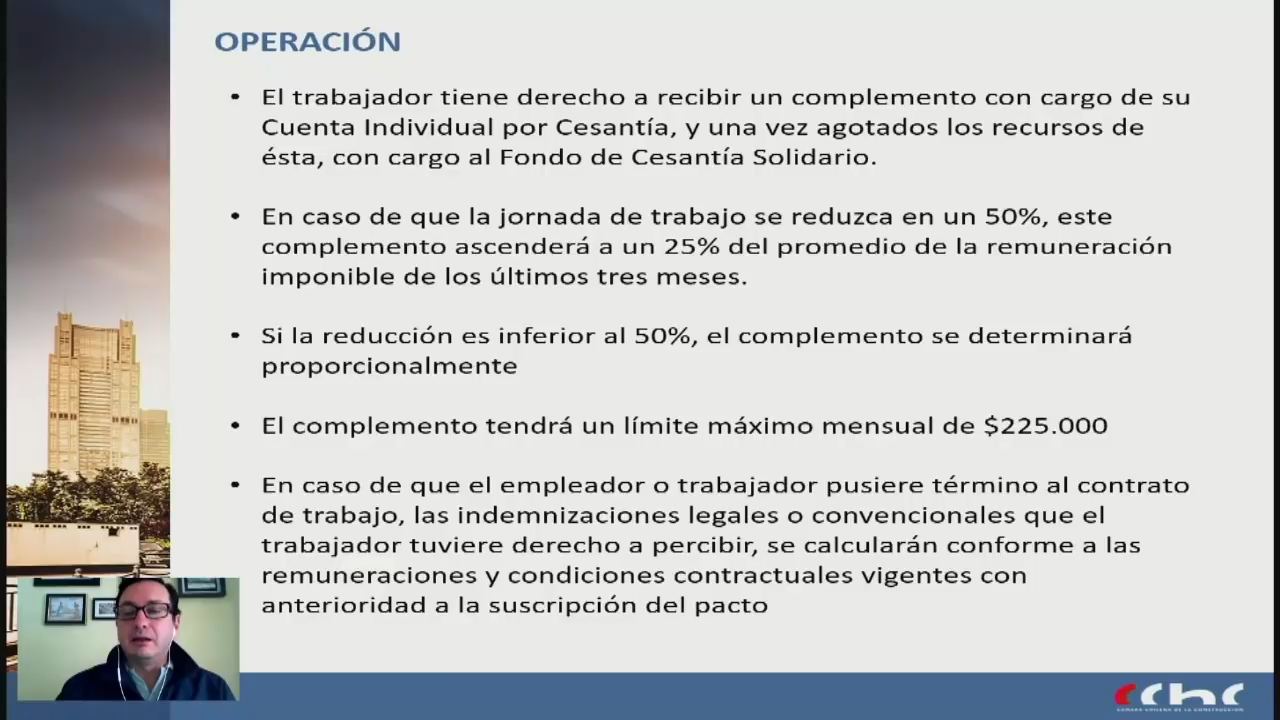 OPERACIÓN
• El trabajador tiene derecho a recibir un complemento con cargo de su
Cuenta Individual por Cesantía, y una vez agotados los recursos de
ésta, con cargo al Fondo de Cesantía Solidario.
• En caso de que la jornada de trabajo se reduzca en un 50%, este
complemento ascenderá a un 25% del promedio de la remuneración
imponible de los últimos tres meses.
• Si la reducción es inferior al 50%, el complemento se determinará
proporcionalmente
• El complemento tendrá un límite máximo mensual de $225.000
• En caso de que el empleador o trabajador pusiere término al contrato
de trabajo, las indemnizaciones legales o convencionales que el
trabajador tuviere derecho a percibir, se calcularán conforme a las
remuneraciones y condiciones contractuales vigentes con
anterioridad a la suscripción del pacto
cchc
CÁMARA CHILENA DE LA CONSTRUCCIÓN